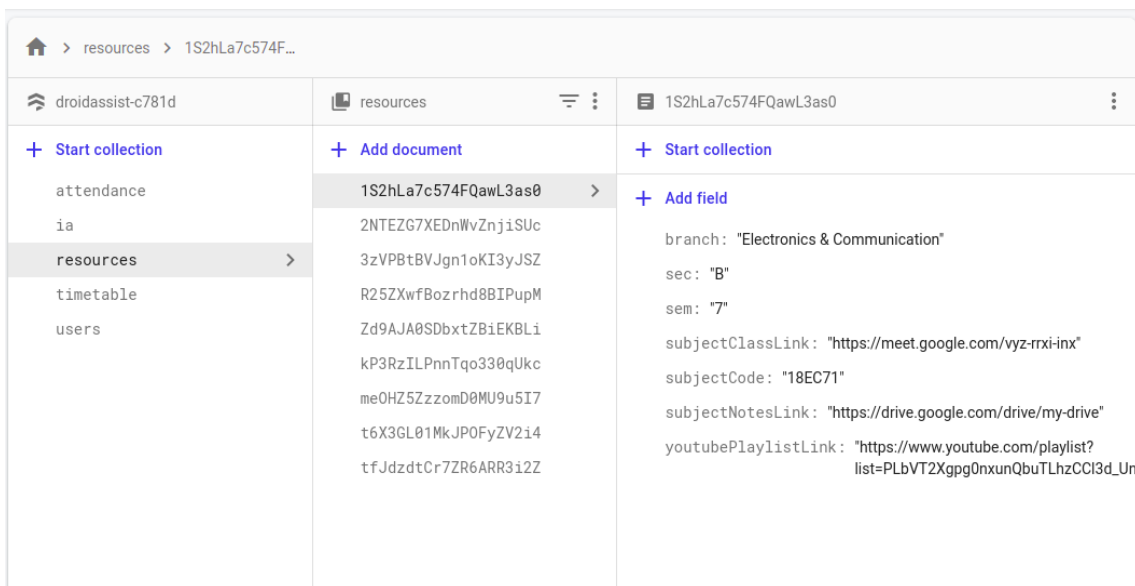 resources
1S2hLa7c574F…
droidassist-c781d
Start collection
attendance
ia
resources
timetable
users
resources
Add document
1S2hLa7c574FQawL3as0
2NTEZG7XEDnWvZnjiSUc
3zVPBtBVJgn1oKI3yJSZ
R25ZXwfBozrhd8BIPupM
Zd9AJA0SDbxtZBiEKBLi
kP3RzILPnnTqo330qUkc
meOHZ5ZzzomD0MU9u5I7
t6X3GL01MkJPOFyZV2i4
tfJdzdtCr7ZR6ARR3i2Z
1S2hLa7c574FQawL3as0
Start collection
Add field
branch: "Electronics & Communication"
sec: "B"
sem: "7"
subjectClassLink: "https://meet.google.com/vyz-rrxi-inx"
subjectCode: "18EC71"
subjectNotesLink: "https://drive.google.com/drive/my-drive"
youtubePlaylistLink: "https://www.youtube.com/playlist?
list=PLbVT2Xgpg0nxunQbuTLhzCCl3d_Un